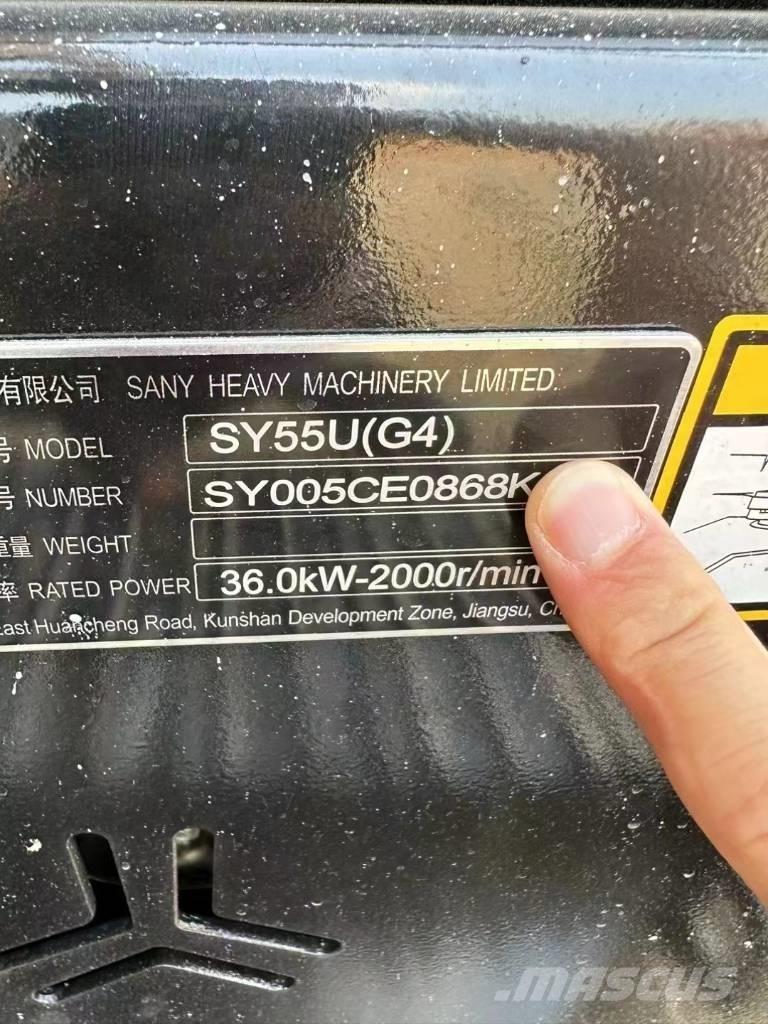 有限公司 SANY HEAVY MACHINERY LIMITED.
号 MODEL SY55U(G4)
号 NUMBER SY005CE0868K
重量 WEIGHT
率 RATED POWER 36.0kW-2000r/min
East Huancheng Road, Kunshan Development Zone, Jiangsu,
MASCUS